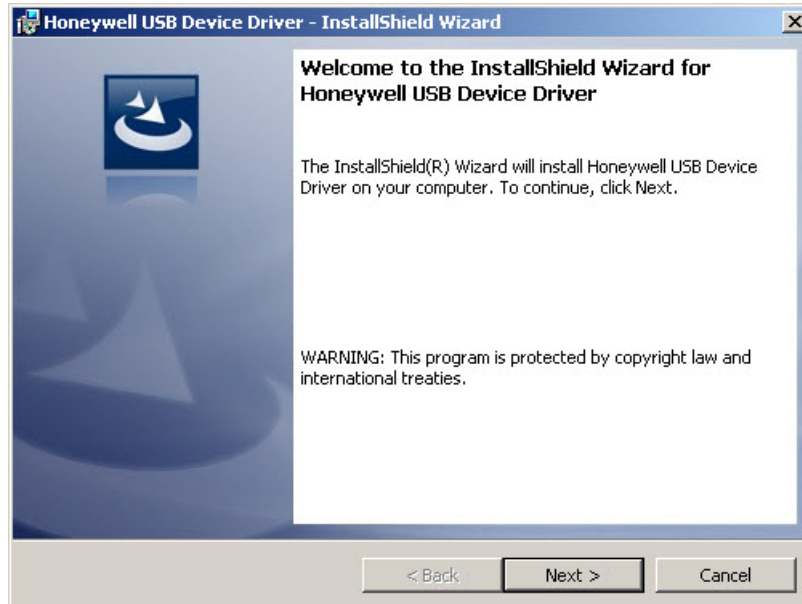 Honeywell USB Device Driver - InstallShield Wizard
Welcome to the InstallShield Wizard for
Honeywell USB Device Driver
The InstallShield(R) Wizard will install Honeywell USB Device
Driver on your computer. To continue, click Next.
WARNING: This program is protected by copyright law and
international treaties.
< Back
Next >
Cancel